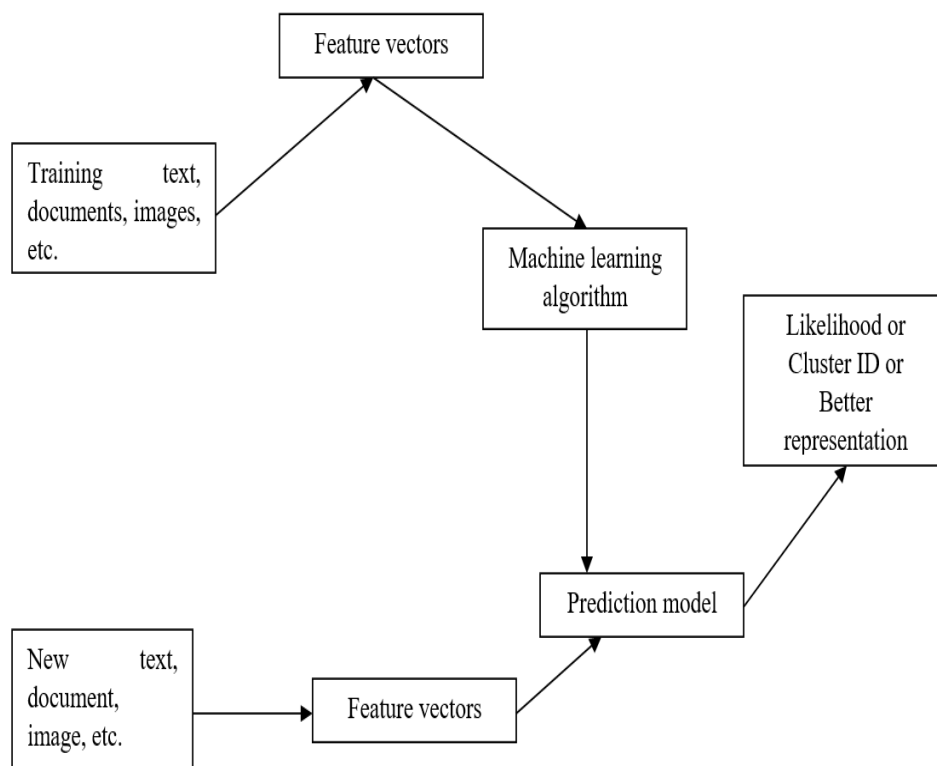 Feature vectors
Training text,
documents, images,
etc.
Machine learning
algorithm
Likelihood or
Cluster ID or
Better
representation
Prediction model
New text,
document,
image, etc.
Feature vectors